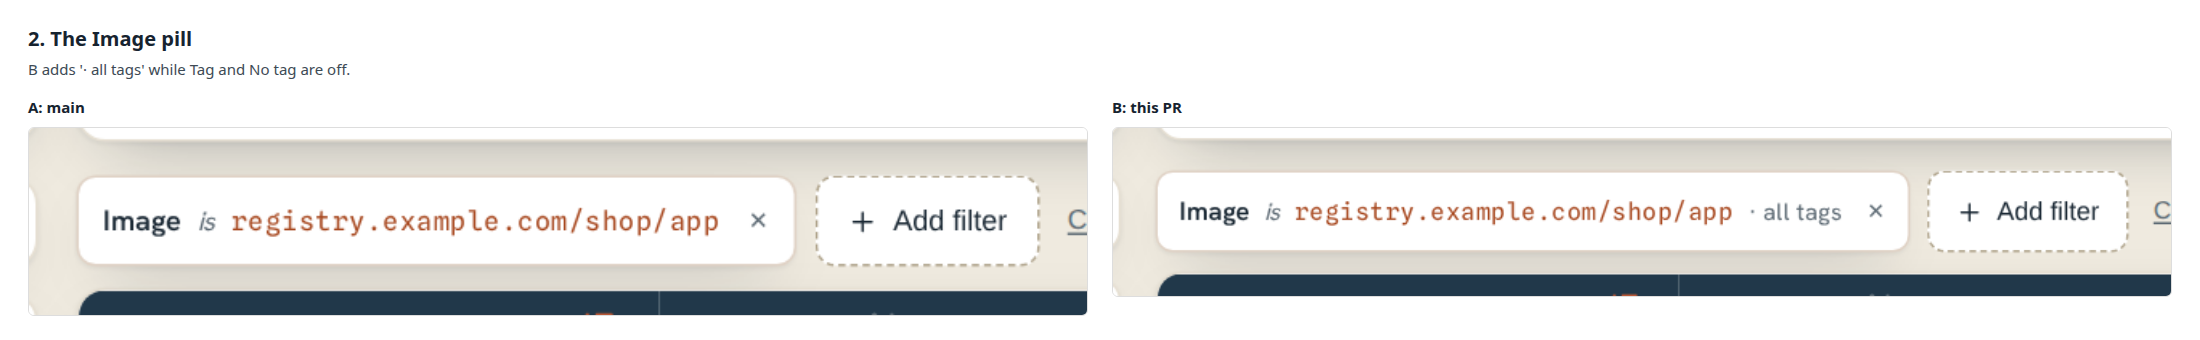 2. The Image pill
B adds '· all tags' while Tag and No tag are off.
A: main
B: this PR
Image is registry.example.com/shop/app × + Add filter C
Image is registry.example.com/shop/app · all tags × + Add filter C